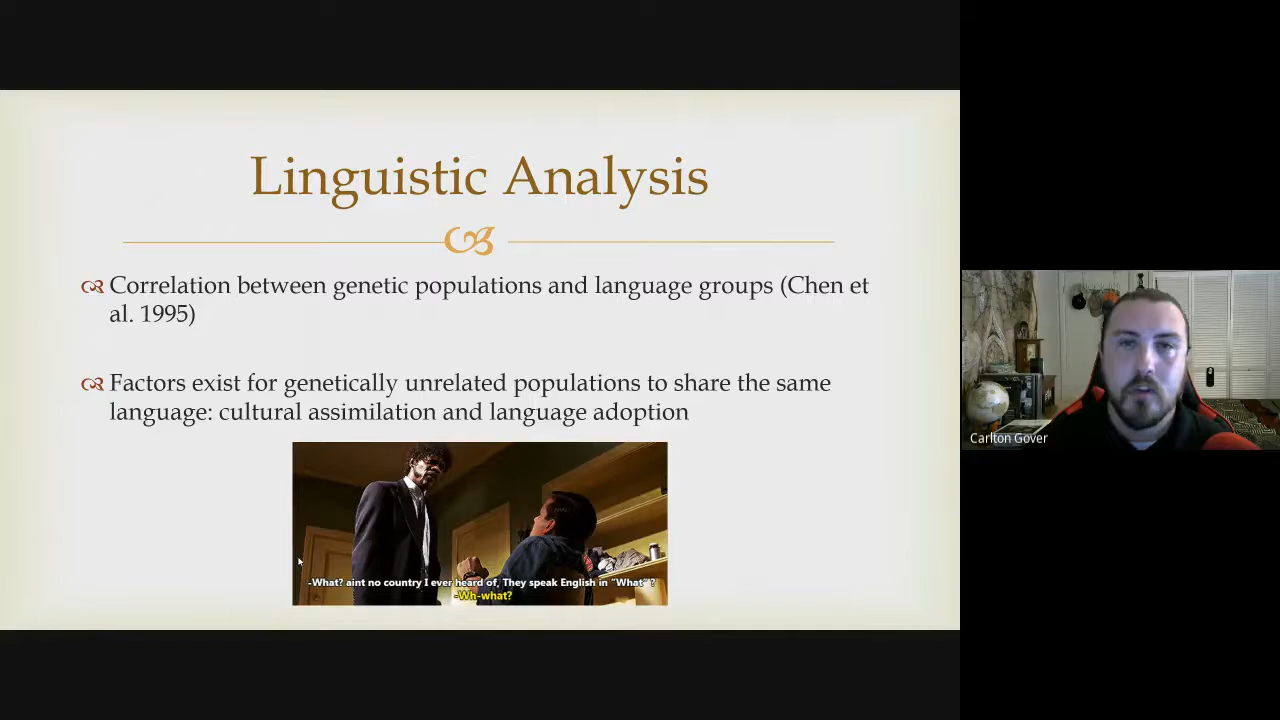 Linguistic Analysis
Correlation between genetic populations and language groups (Chen et
al. 1995)
Factors exist for genetically unrelated populations to share the same
language: cultural assimilation and language adoption
-What? aint no country I ever heard of, They speak English in "What"?
-Wh-what?
Carlton Gover